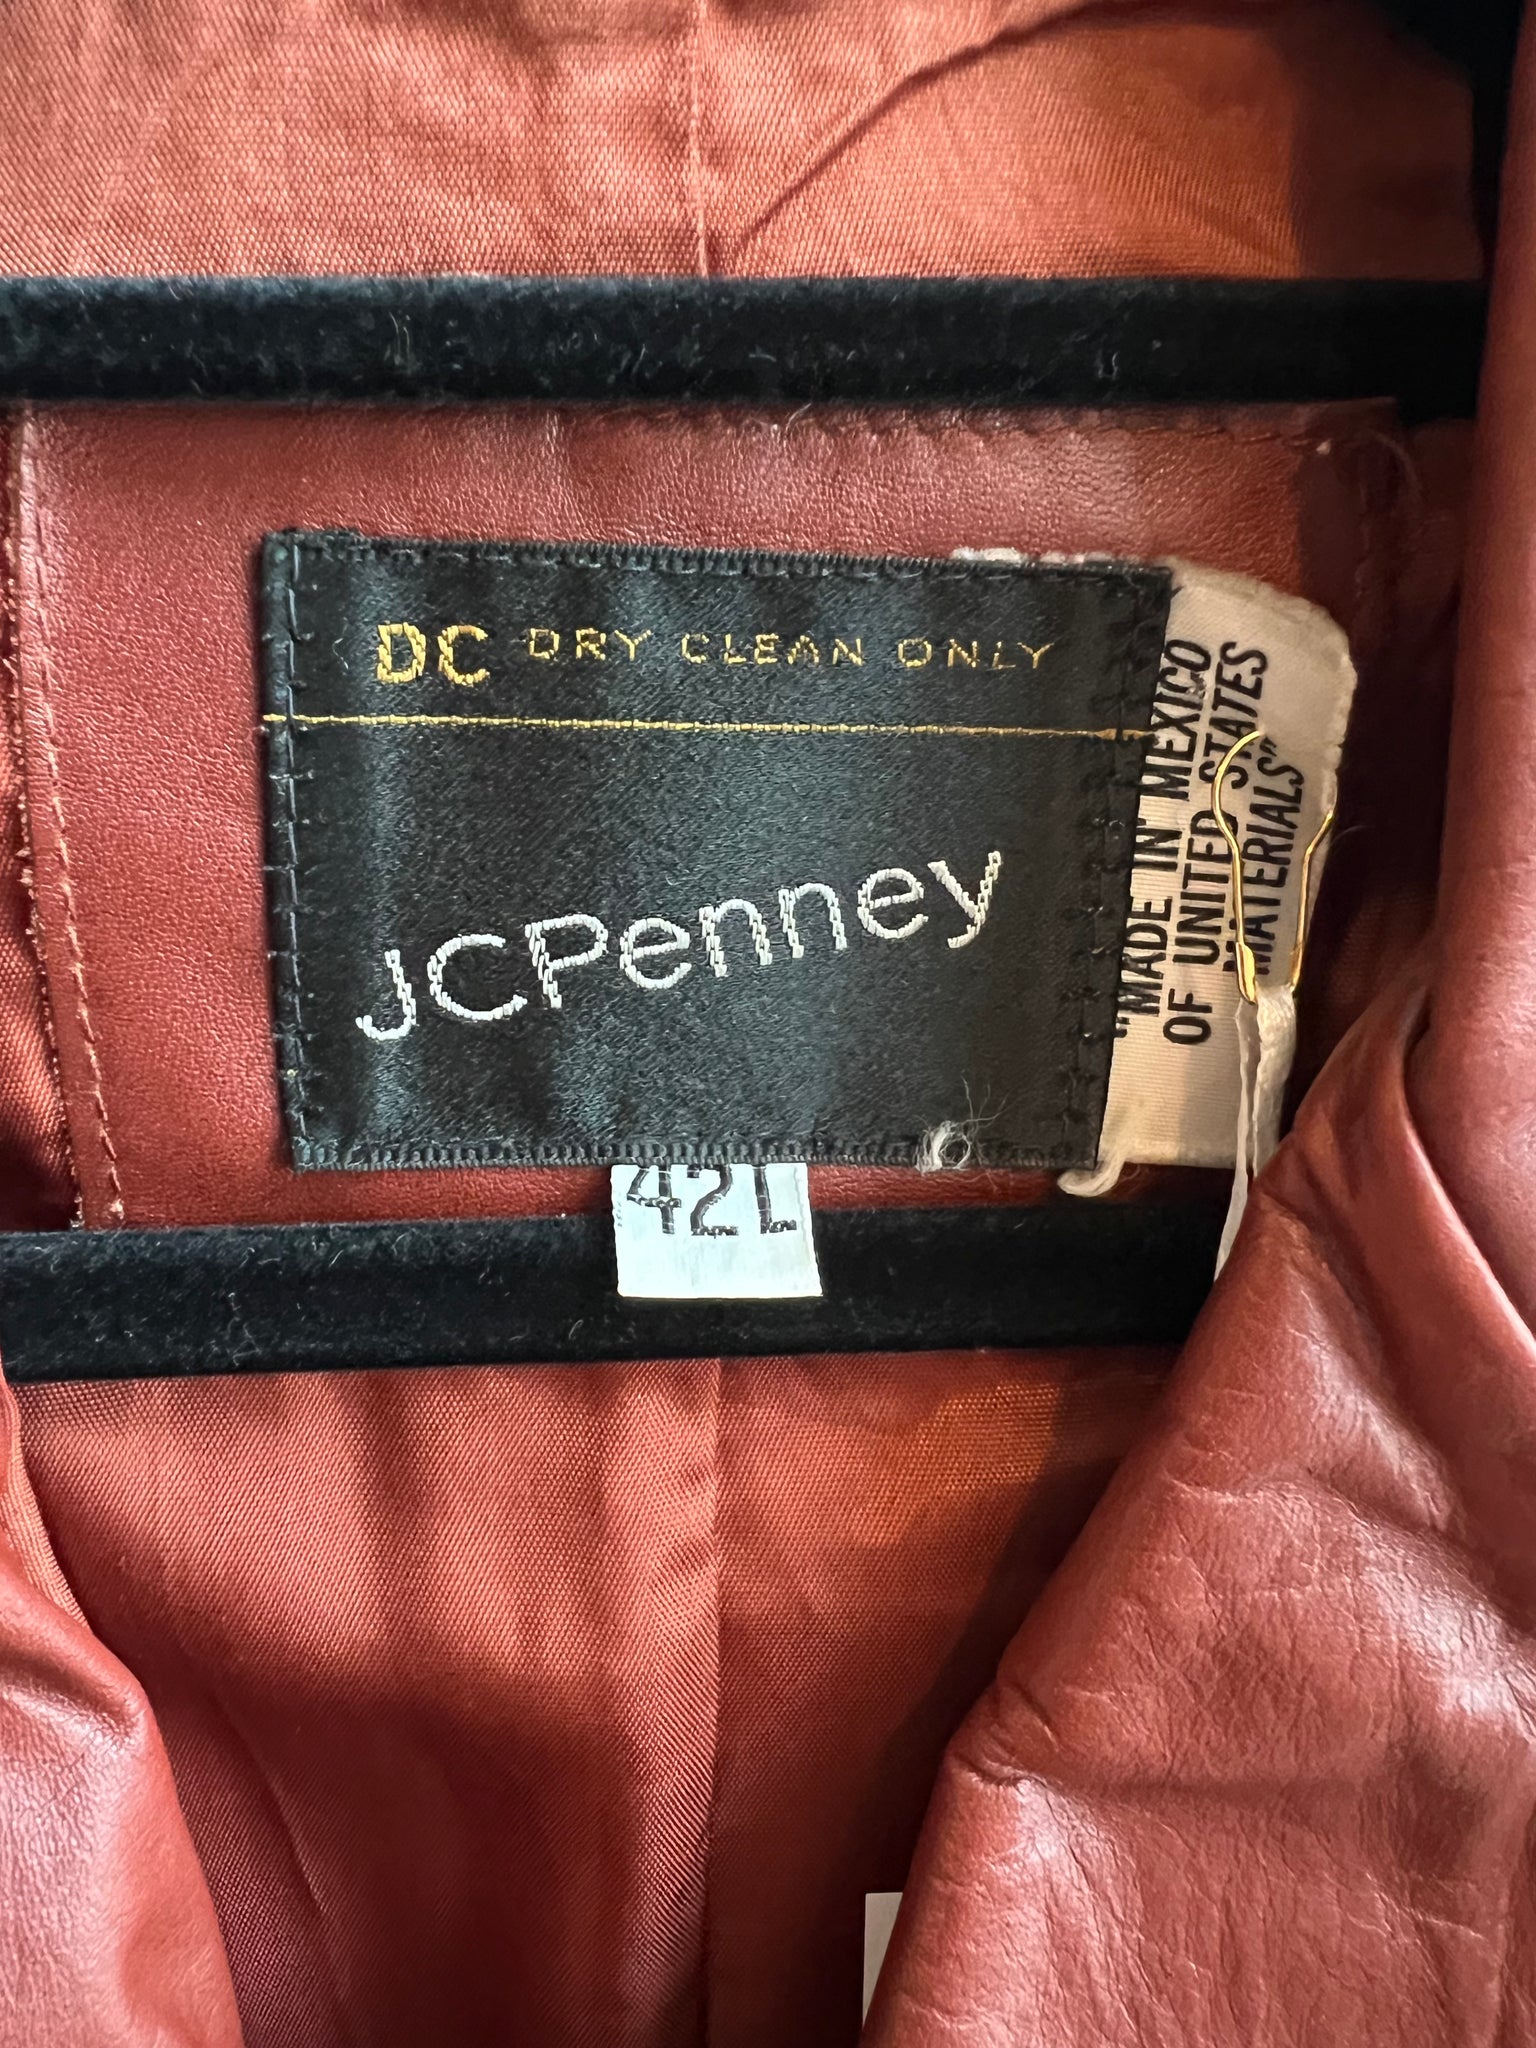 DC DRY CLEAN ONLY
JCPenney
42L
"MADE IN MEXICO
OF UNITED STATES
MATERIALS"